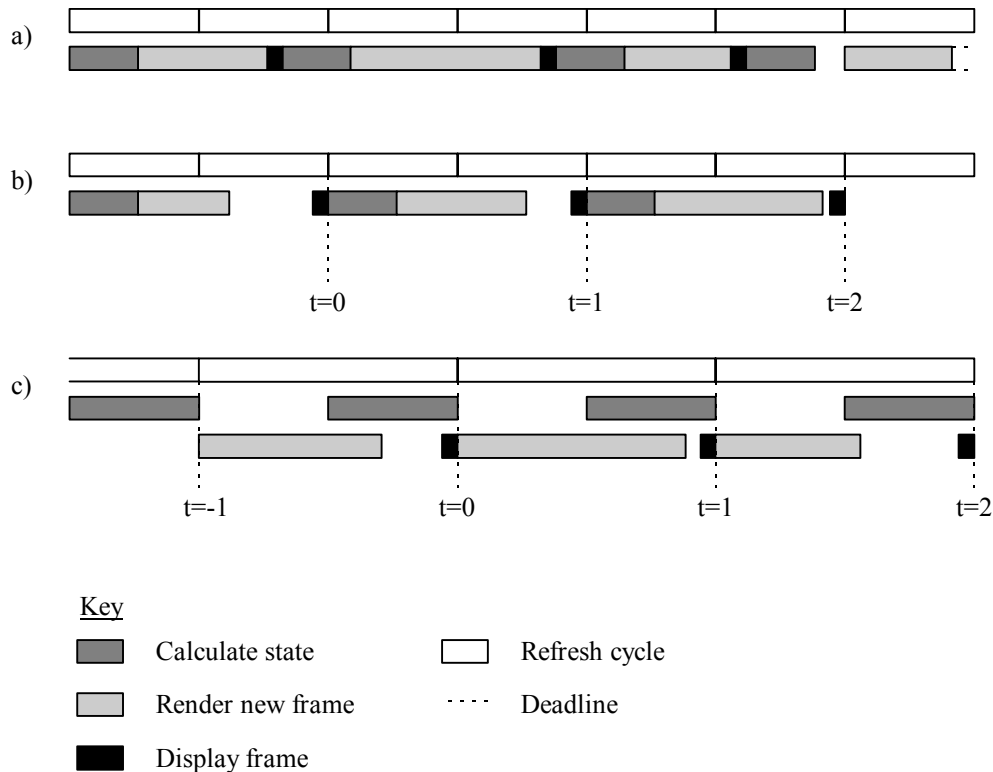 a)
b)
t=0 t=1 t=2
c)
t=-1 t=0 t=1 t=2
Key
Calculate state Refresh cycle
Render new frame Deadline
Display frame